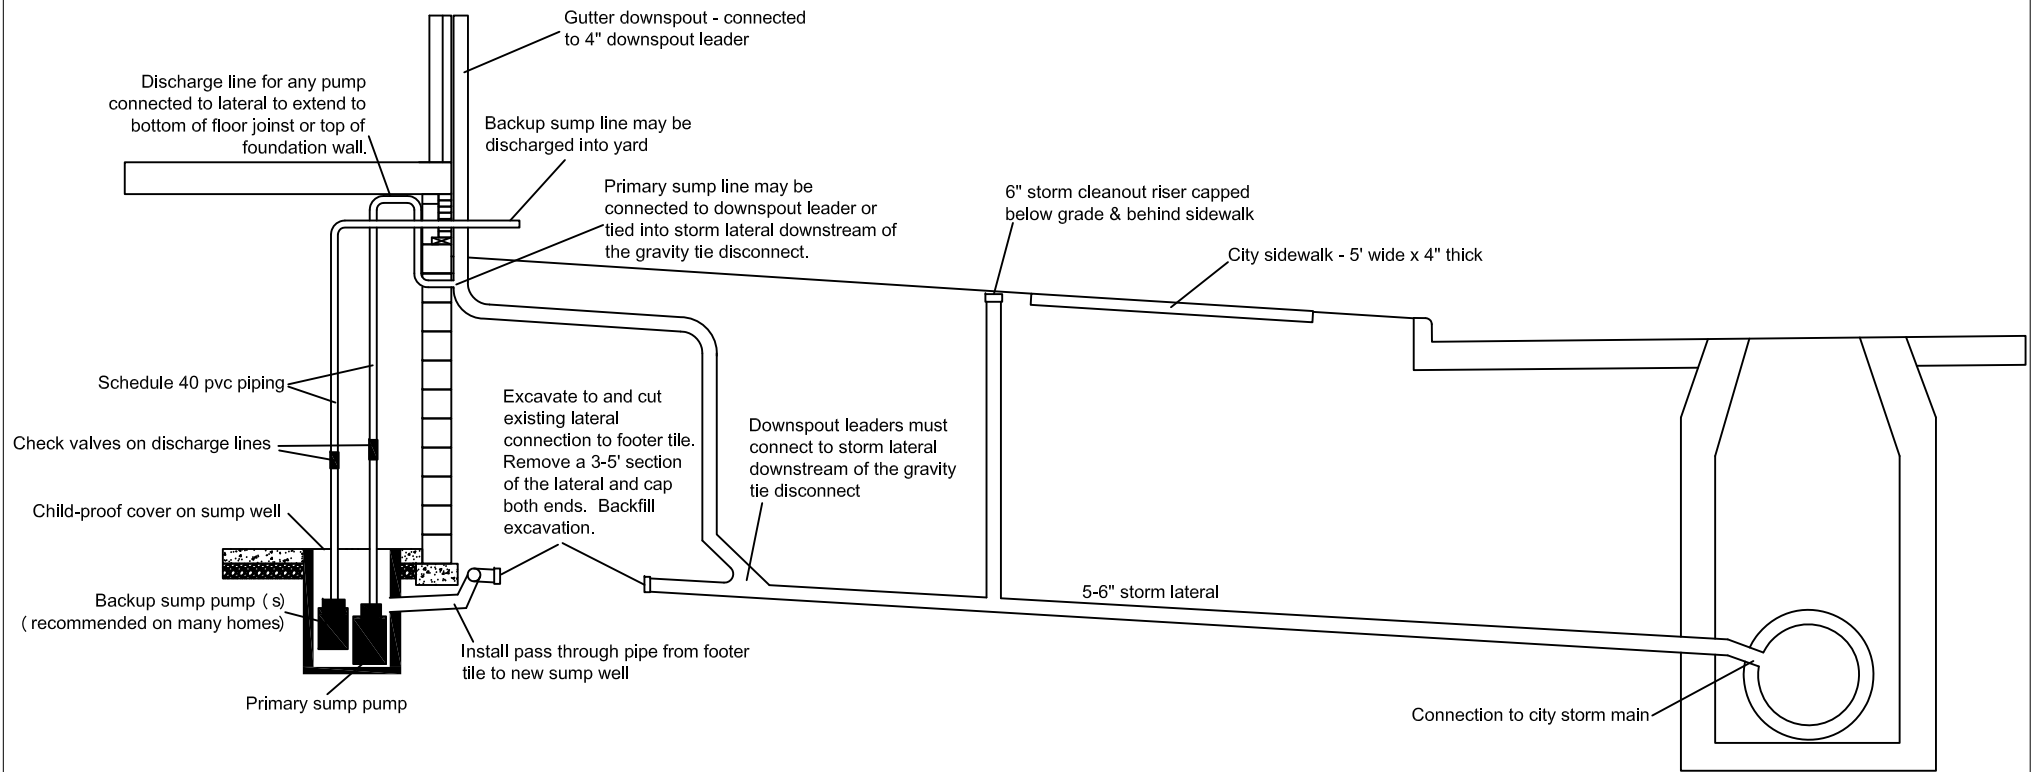 Gutter downspout - connected
to 4" downspout leader
Discharge line for any pump
connected to lateral to extend to
bottom of floor joinst or top of
foundation wall.
Backup sump line may be
discharged into yard
Primary sump line may be
connected to downspout leader or
tied into storm lateral downstream of
the gravity tie disconnect.
6" storm cleanout riser capped
below grade & behind sidewalk
City sidewalk - 5' wide x 4" thick
Schedule 40 pvc piping
Check valves on discharge lines
Child-proof cover on sump well
Excavate to and cut
existing lateral
connection to footer tile.
Remove a 3-5' section
of the lateral and cap
both ends. Backfill
excavation.
Downspout leaders must
connect to storm lateral
downstream of the gravity
tie disconnect
Backup sump pump (s)
(recommended on many homes)
5-6" storm lateral
Install pass through pipe from footer
tile to new sump well
Primary sump pump
Connection to city storm main